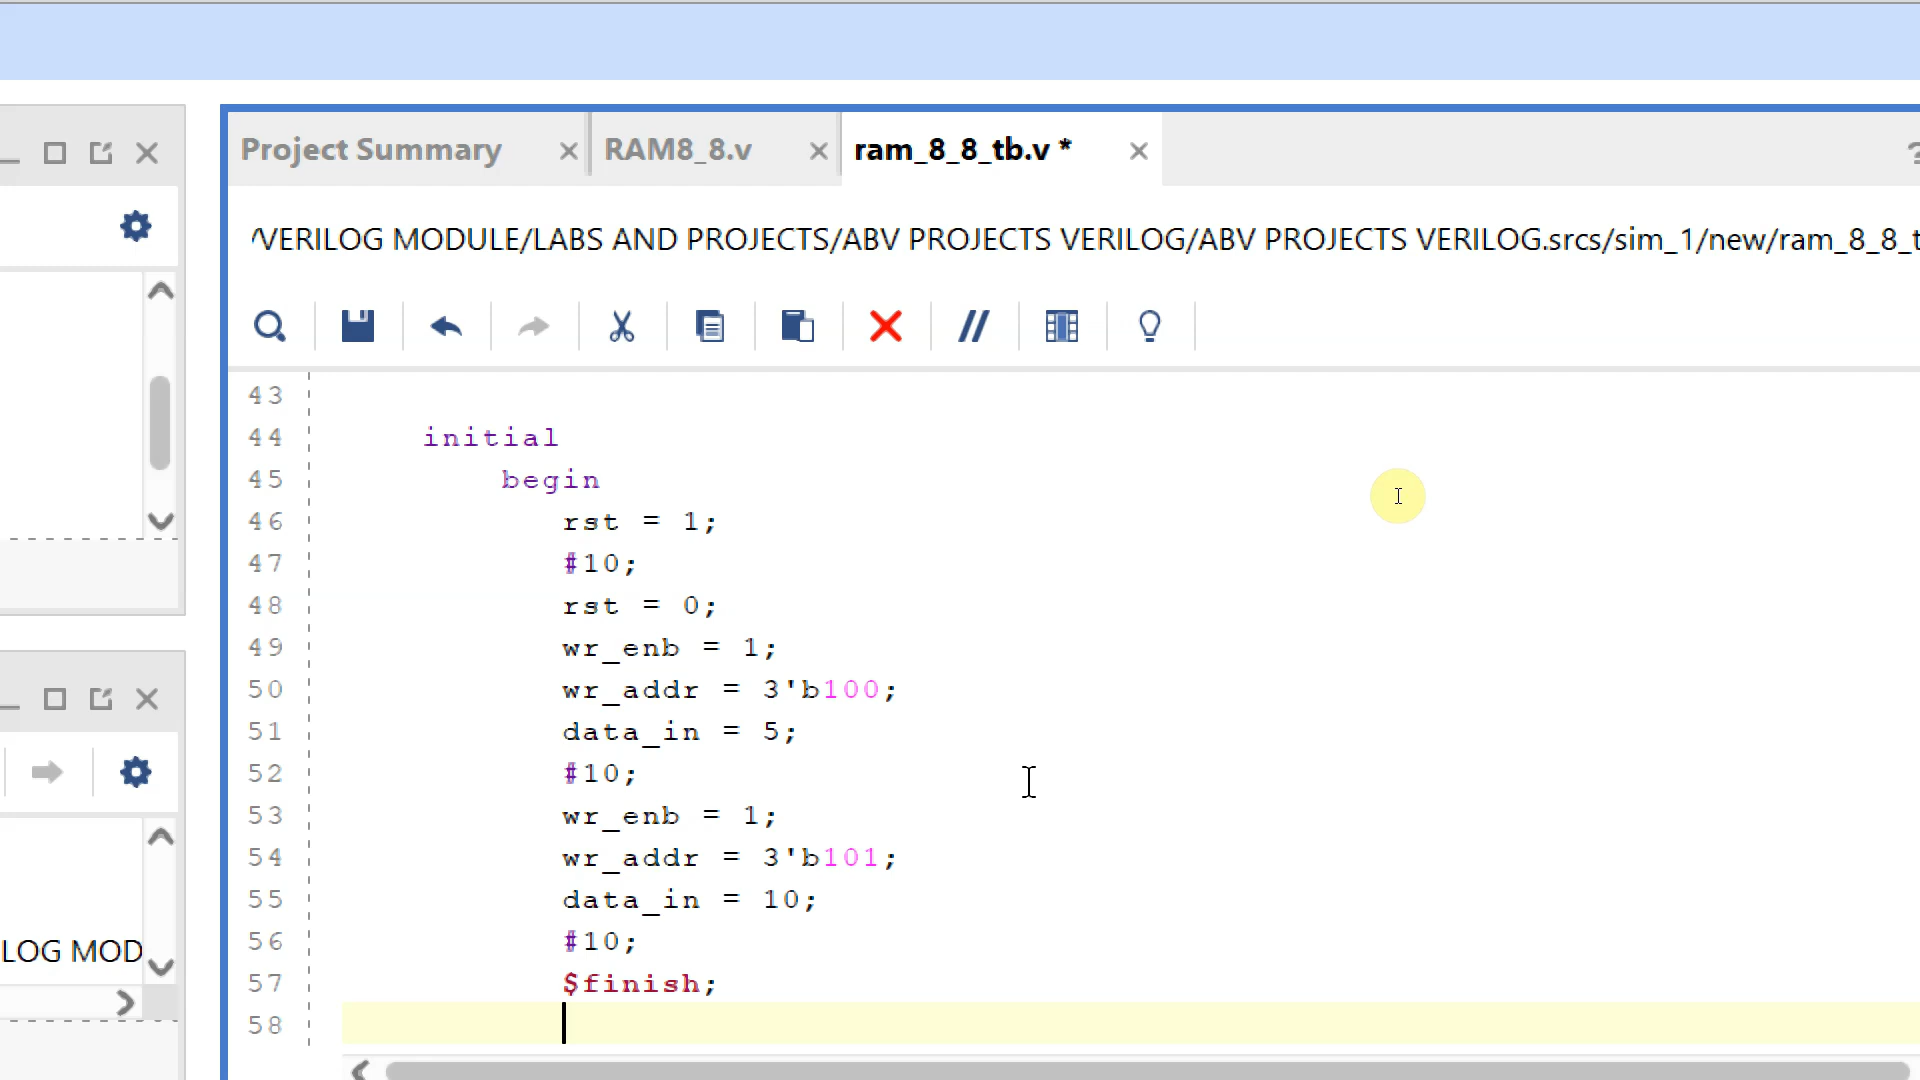 Project Summary
RAM8_8.v
ram_8_8_tb.v *
VERILOG MODULE/LABS AND PROJECTS/ABV PROJECTS VERILOG/ABV PROJECTS VERILOG.srcs/sim_1/new/ram_8_8_t
43
44 initial
45 begin
46 rst = 1;
47 #10;
48 rst = 0;
49 wr_enb = 1;
50 wr_addr = 3'b100;
51 data_in = 5;
52 #10;
53 wr_enb = 1;
54 wr_addr = 3'b101;
55 data_in = 10;
56 #10;
57 $finish;
58
LOG MOD